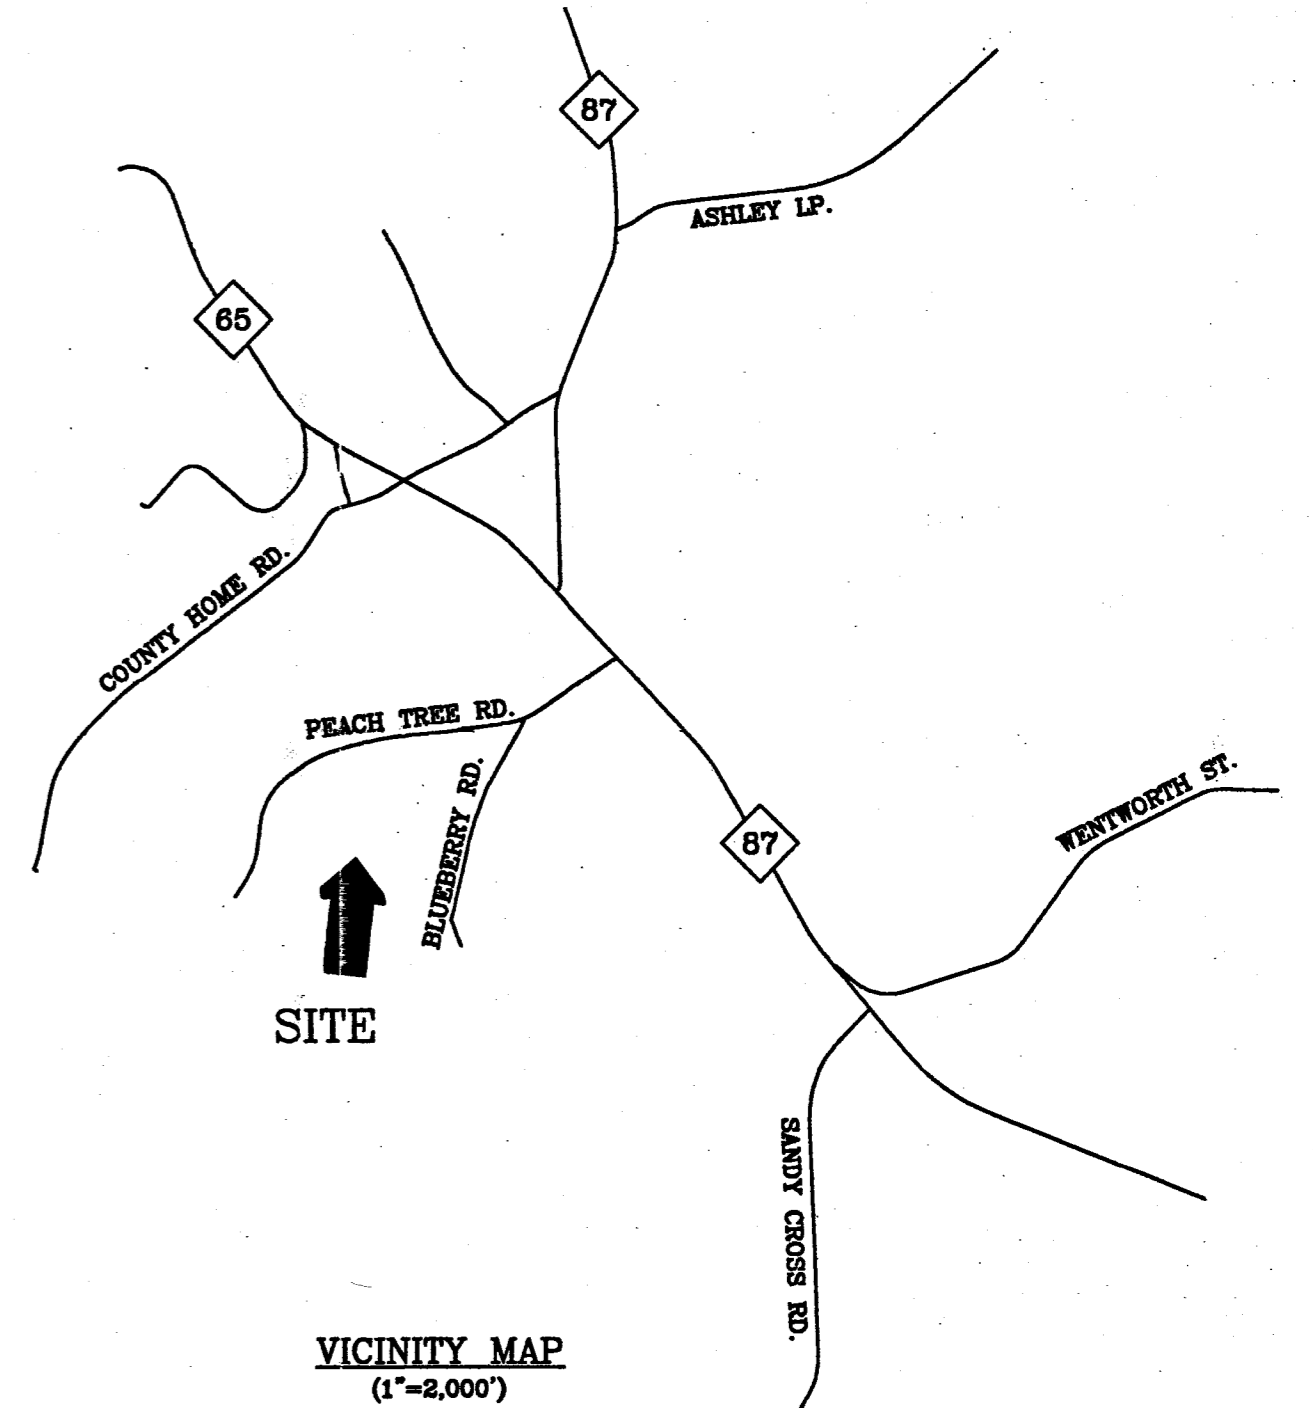 87
ASHLEY LP.
65
COUNTY HOME RD.
PEACH TREE RD.
BLUEBERRY RD.
87
WENTWORTH ST.
SITE
SANDY CROSS RD.
VICINITY MAP
(1"=2,000')